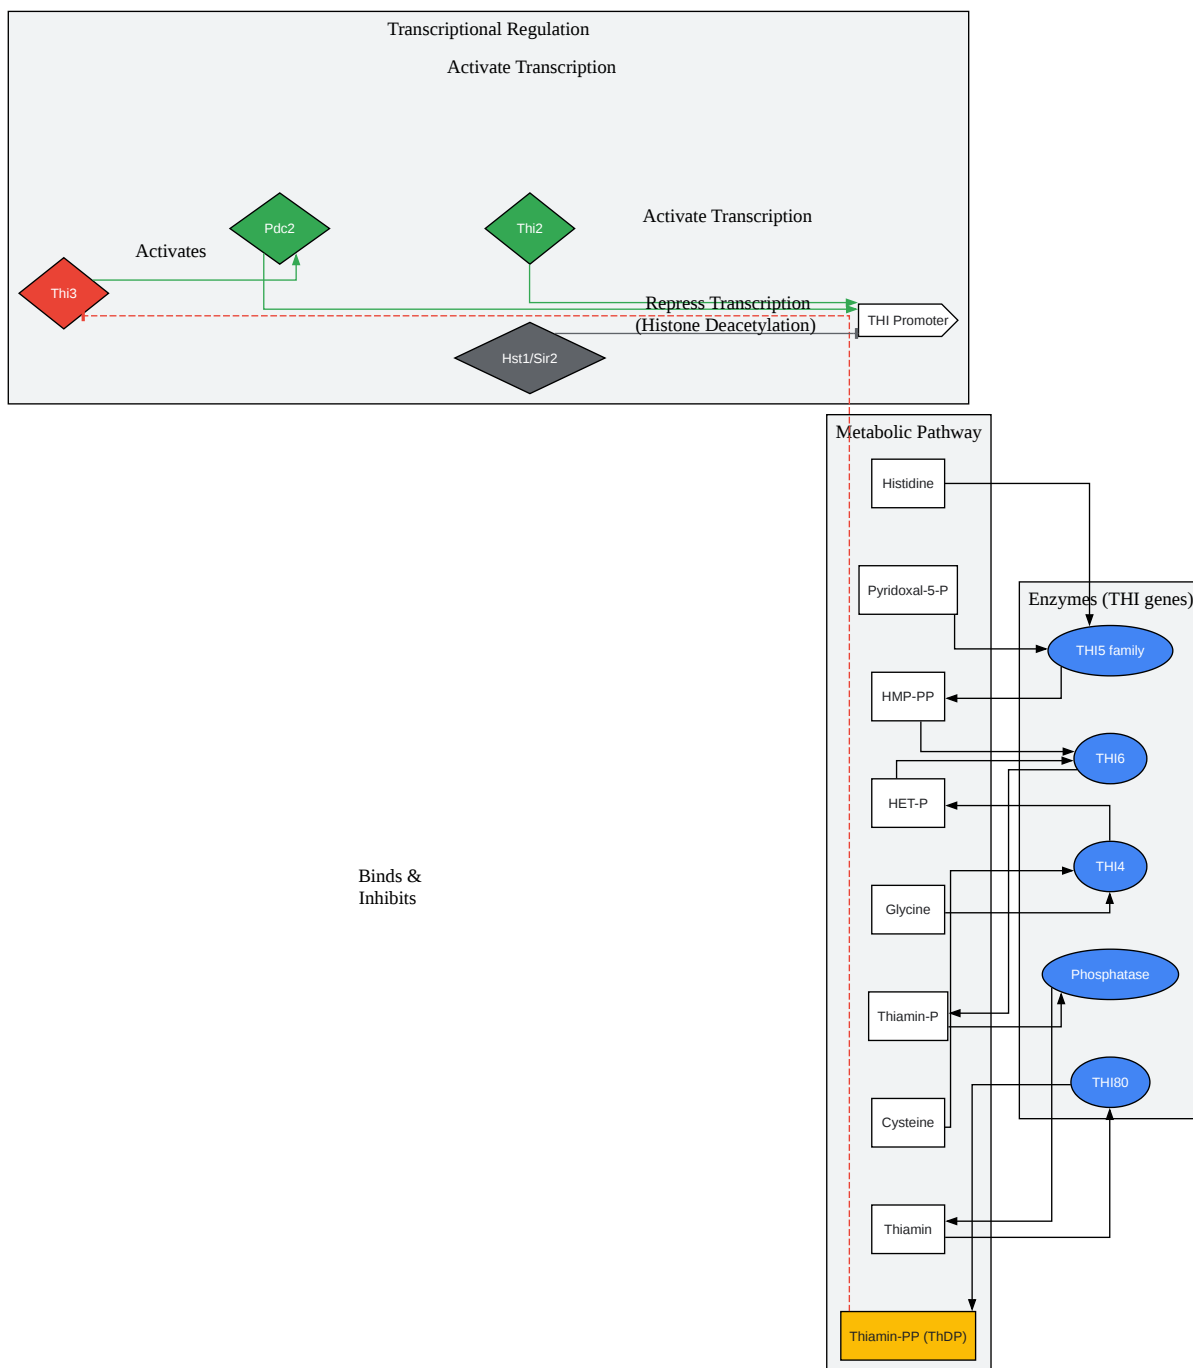 Transcriptional Regulation
Activate Transcription
Activate Transcription
Pdc2
Thi2
Activates
Thi3
Repress Transcription
(Histone Deacetylation)
THI Promoter
Hst1/Sir2
Metabolic Pathway
Histidine
Pyridoxal-5-P
Enzymes (THI genes)
THI5 family
HMP-PP
THI6
HET-P
THI4
Binds &
Inhibits
Glycine
Phosphatase
Thiamin-P
THI80
Cysteine
Thiamin
Thiamin-PP (ThDP)